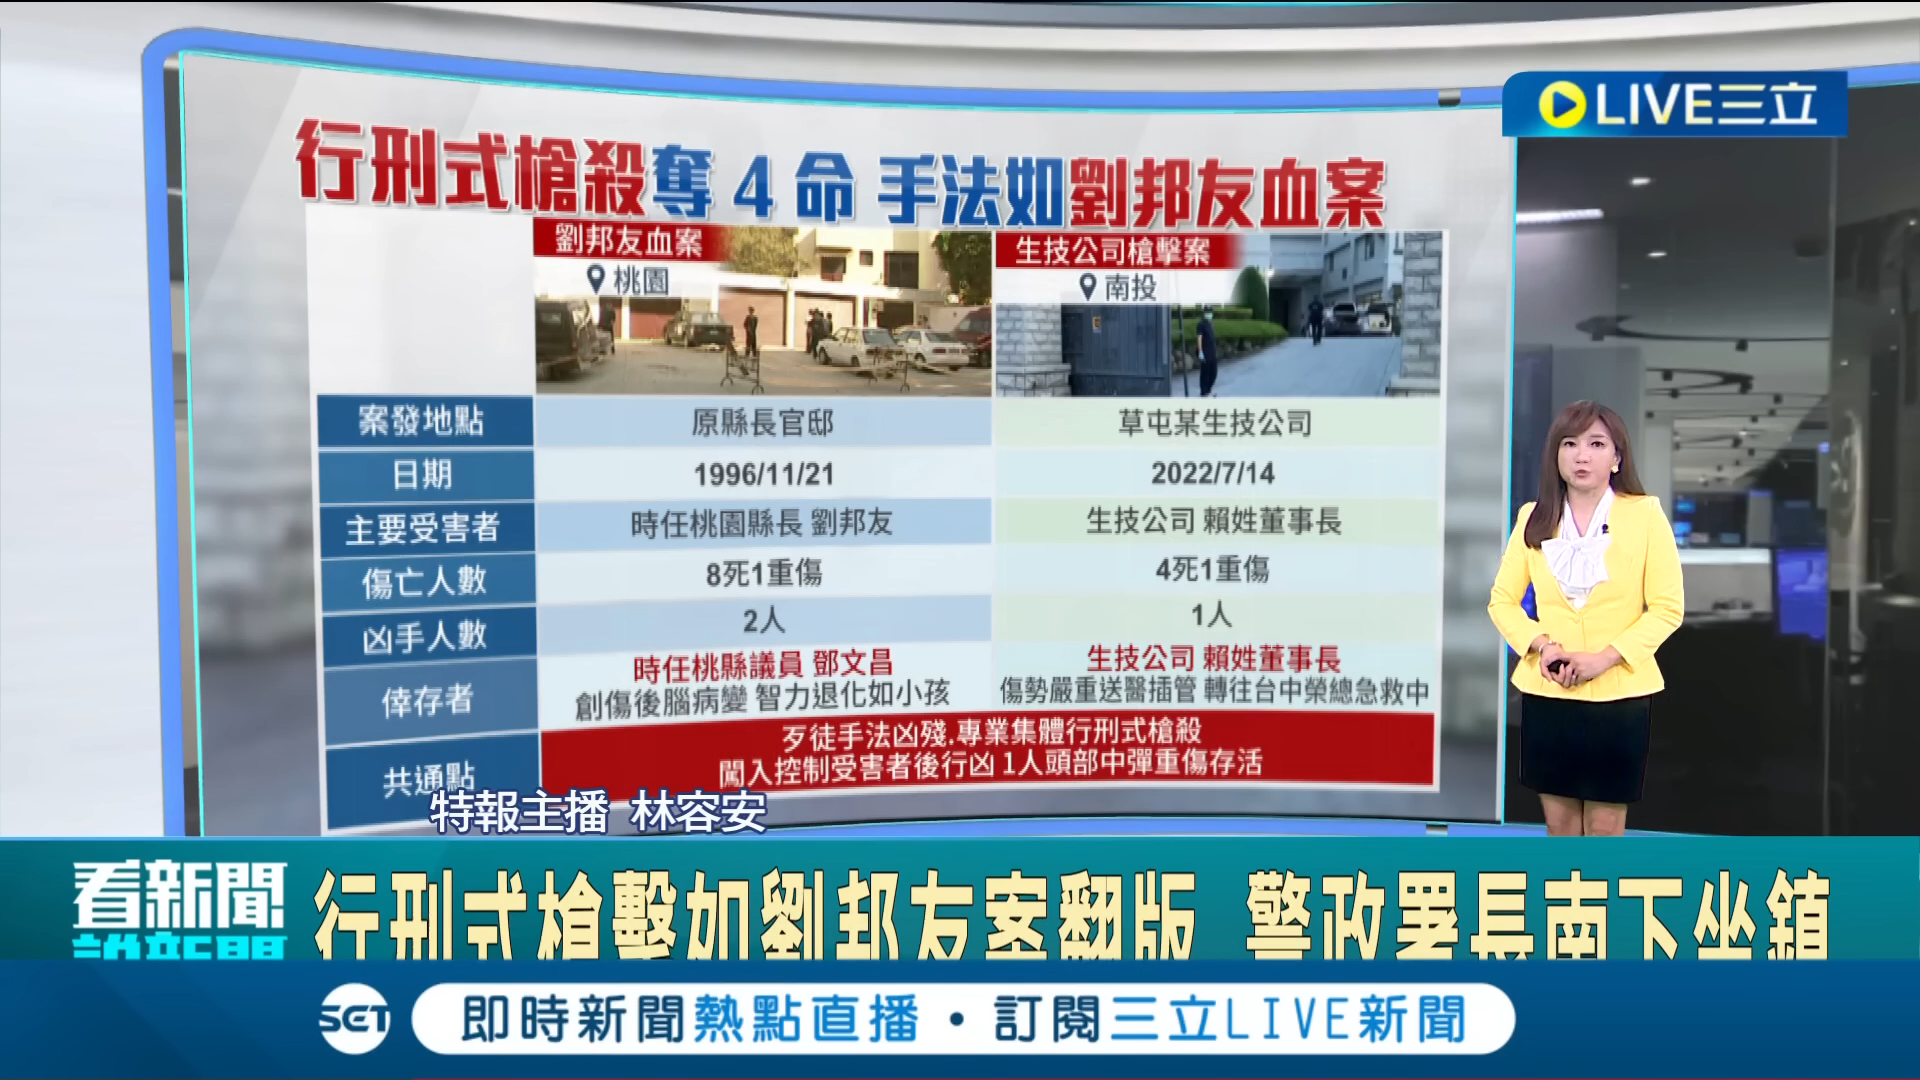 LIVE三立
行刑式槍殺奪4命 手法如劉邦友血案
劉邦友血案
桃園
生技公司槍擊案
南投
案發地點 原縣長官邸 草屯某生技公司
日期 1996/11/21 2022/7/14
主要受害者 時任桃園縣長 劉邦友 生技公司 賴姓董事長
傷亡人數 8死1重傷 4死1重傷
凶手人數 2人 1人
倖存者
時任桃縣議員 鄧文昌
創傷後腦病變 智力退化如小孩
生技公司 賴姓董事長
傷勢嚴重送醫插管 轉往台中榮總急救中
共通點
歹徒手法凶殘.專業集體行刑式槍殺
闖入控制受害者後行凶 1人頭部中彈重傷存活
特報主播 林容安
看新聞
說新聞
行刑式槍擊如劉邦友案翻版 警政署長南下坐鎮
SET
即時新聞熱點直播・訂閱三立LIVE新聞